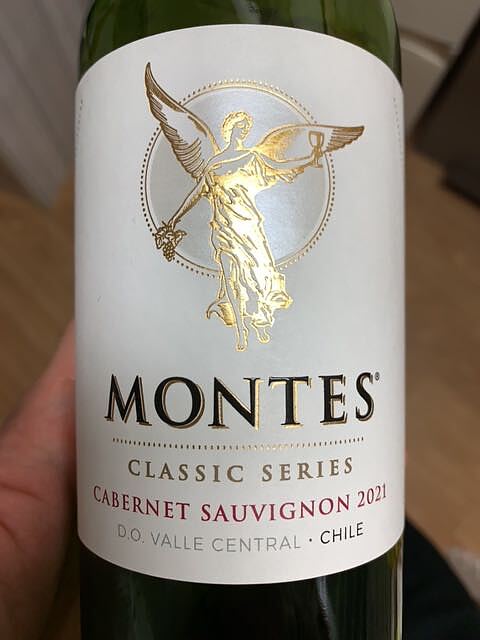 MONTES®
CLASSIC SERIES
CABERNET SAUVIGNON 2021
D.O. VALLE CENTRAL · CHILE